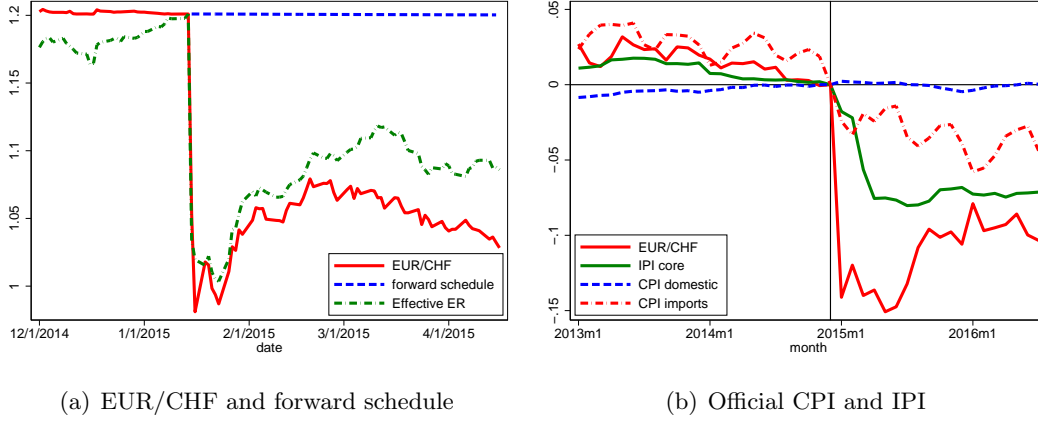 1.2
1.15
1.1
1.05
1
12/1/2014 1/1/2015 2/1/2015 3/1/2015 4/1/2015
date
EUR/CHF
forward schedule
Effective ER
(a) EUR/CHF and forward schedule
.05
0
-.05
-.1
-.15
2013m1 2014m1 2015m1 2016m1
month
EUR/CHF
IPI core
CPI domestic
CPI imports
(b) Official CPI and IPI